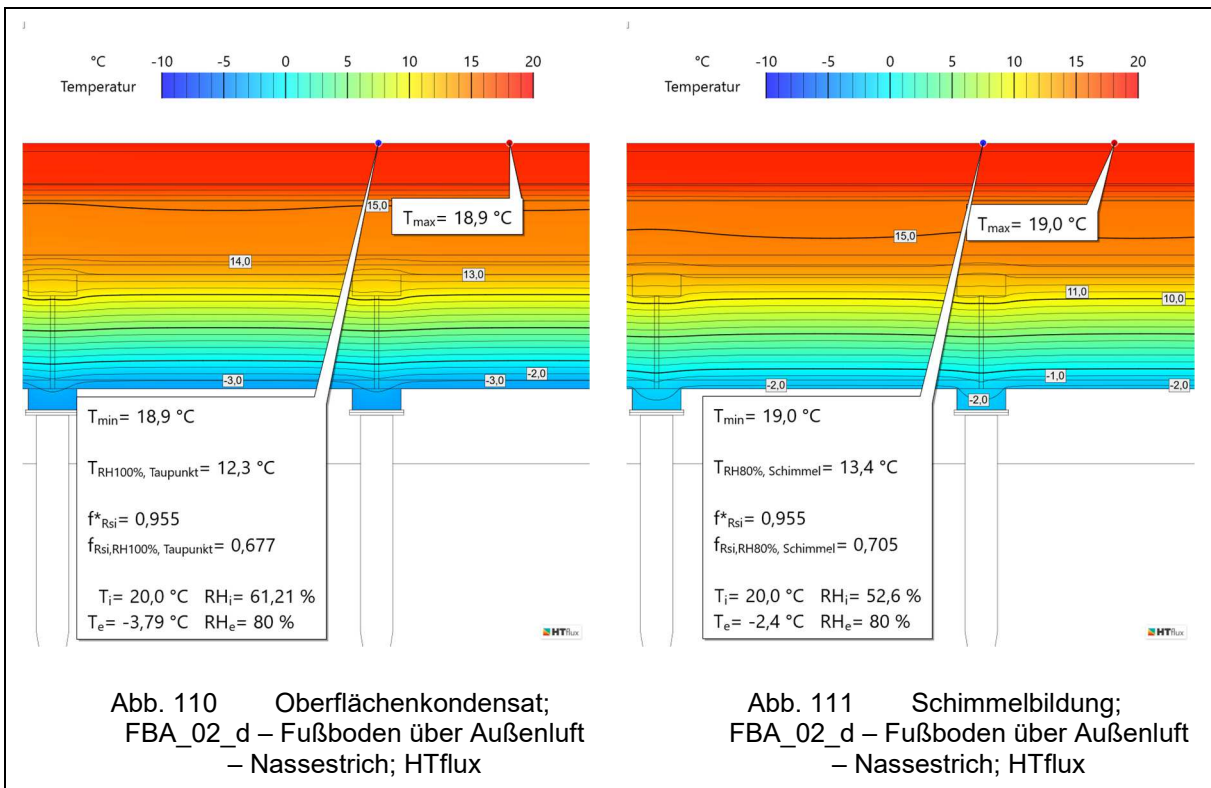 °C -10 -5 0 5 10 15 20
Temperatur
15,0
Tmax= 18,9 °C
14,0
13,0
-3,0
-3,0
-2,0
Tmin= 18,9 °C
TRH100%, Taupunkt= 12,3 °C
f*Rsi= 0,955
fRsi,RH100%, Taupunkt= 0,677
Ti= 20,0 °C RHi= 61,21 %
Te= -3,79 °C RHe= 80 %
HTflux
Abb. 110 Oberflächenkondensat;
FBA_02_d – Fußboden über Außenluft
– Nassestrich; HTflux
°C -10 -5 0 5 10 15 20
Temperatur
15,0
Tmax= 19,0 °C
11,0
10,0
-2,0
-1,0
-2,0
-2,0
Tmin= 19,0 °C
TRH80%, Schimmel= 13,4 °C
f*Rsi= 0,955
fRsi,RH80%, Schimmel= 0,705
Ti= 20,0 °C RHi= 52,6 %
Te= -2,4 °C RHe= 80 %
HTflux
Abb. 111 Schimmelbildung;
FBA_02_d – Fußboden über Außenluft
– Nassestrich; HTflux